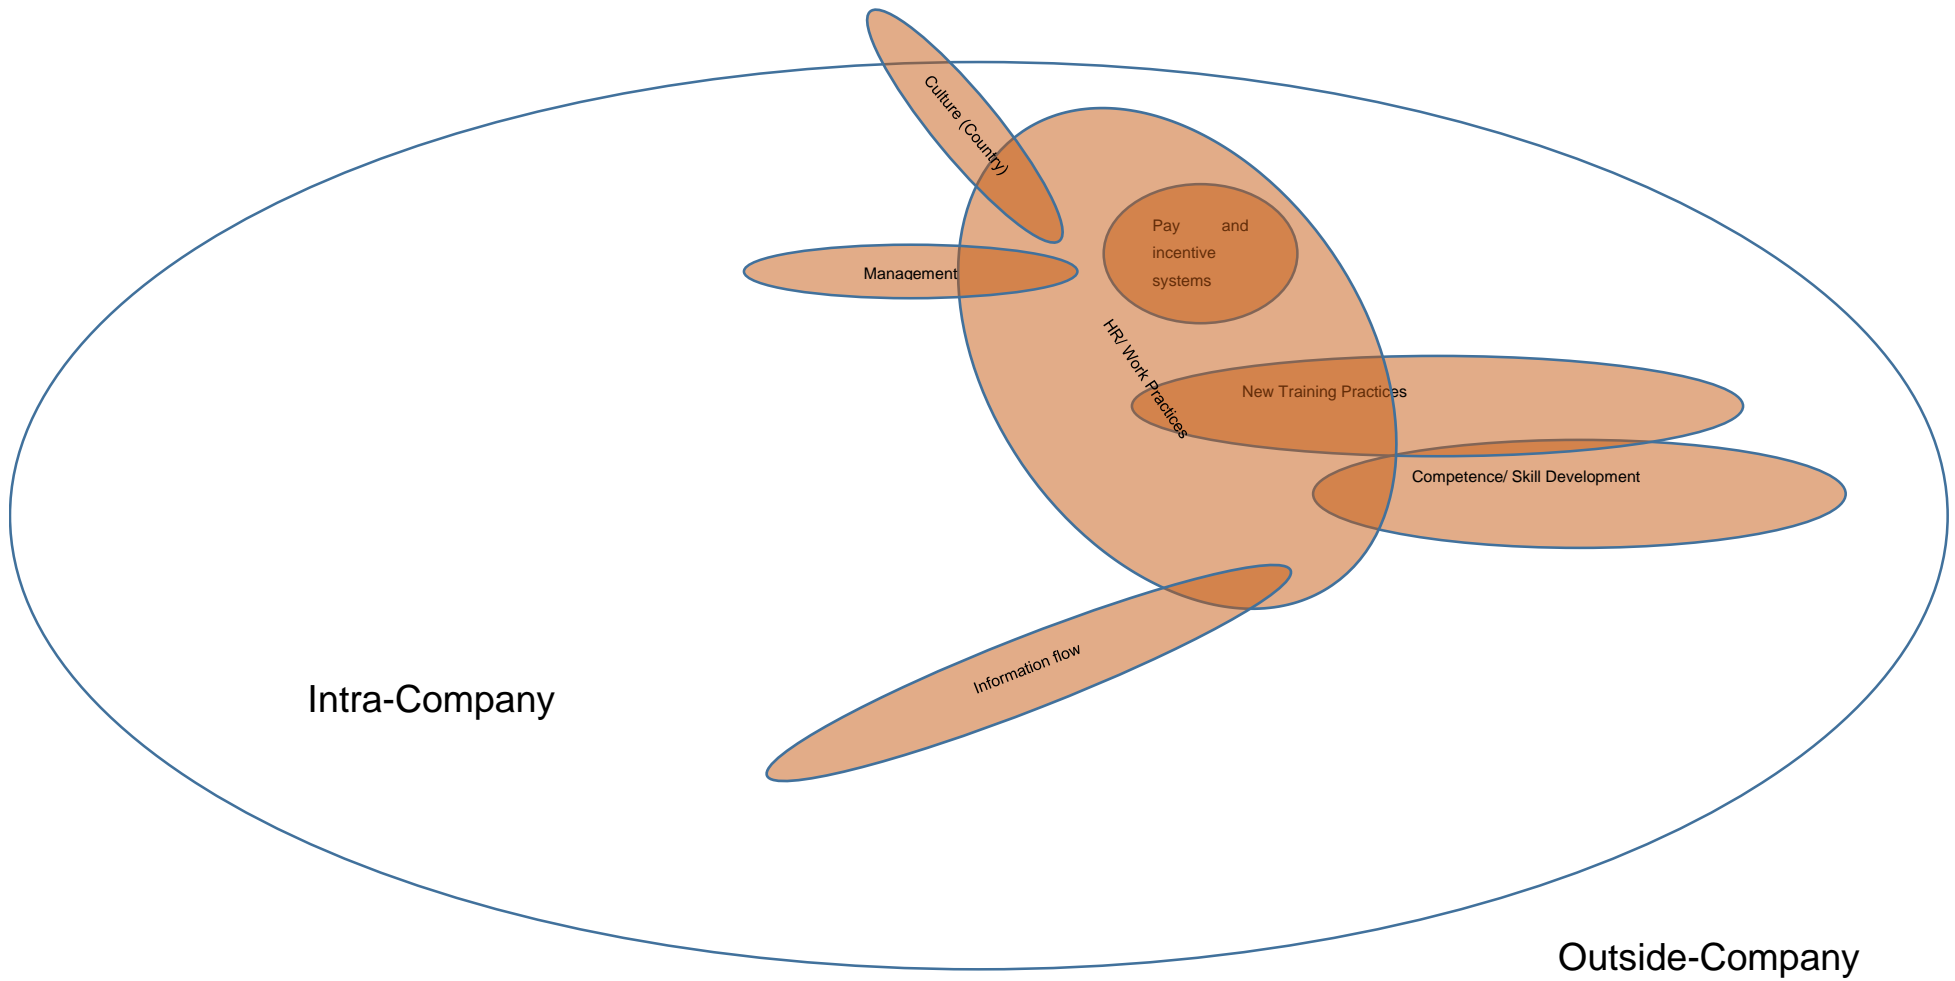 Culture (Country)
Pay and
incentive
systems
Management
HR/ Work Practices
New Training Practices
Competence/ Skill Development
Information flow
Intra-Company
Outside-Company